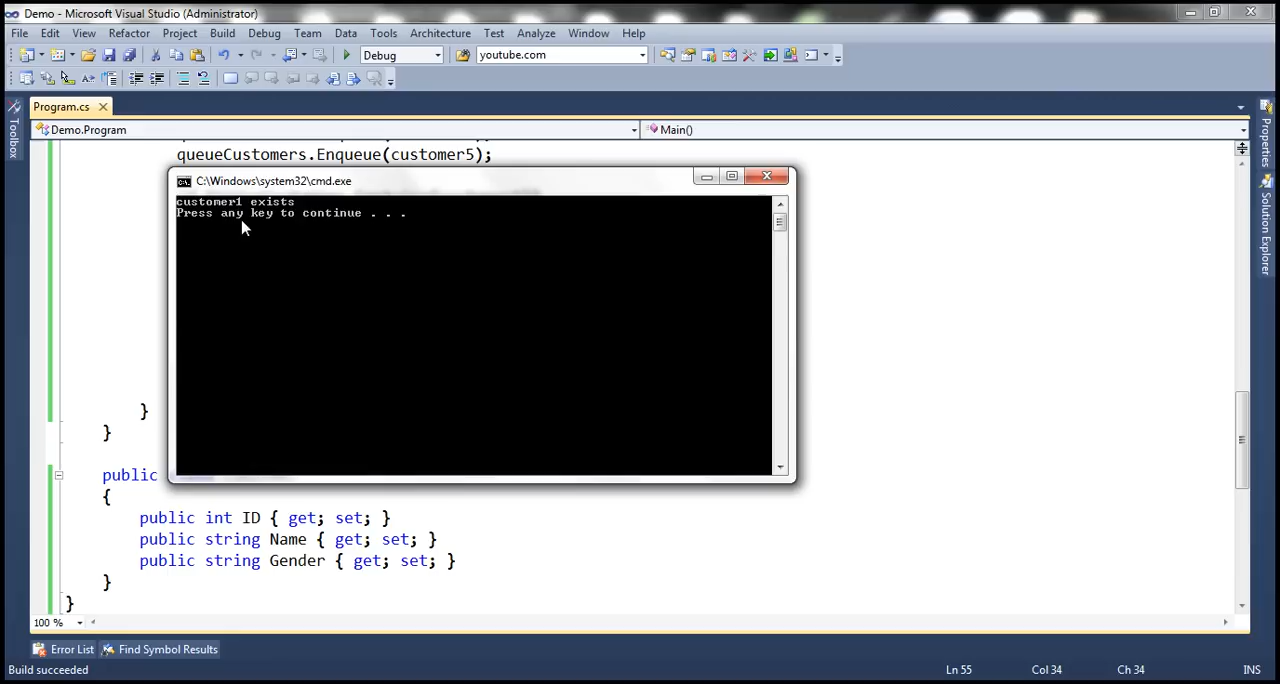 Demo - Microsoft Visual Studio (Administrator)
File Edit View Refactor Project Build Debug Team Data Tools Architecture Test Analyze Window Help
Debug youtube.com
Program.cs
Demo.Program Main()
Toolbox
Properties
Solution Explorer
queueCustomers.Enqueue(customer5);
C:\Windows\system32\cmd.exe
customer1 exists
Press any key to continue . . .
}
}
public
{
public int ID { get; set; }
public string Name { get; set; }
public string Gender { get; set; }
}
}
100 %
Error List Find Symbol Results
Build succeeded Ln 55 Col 34 Ch 34 INS